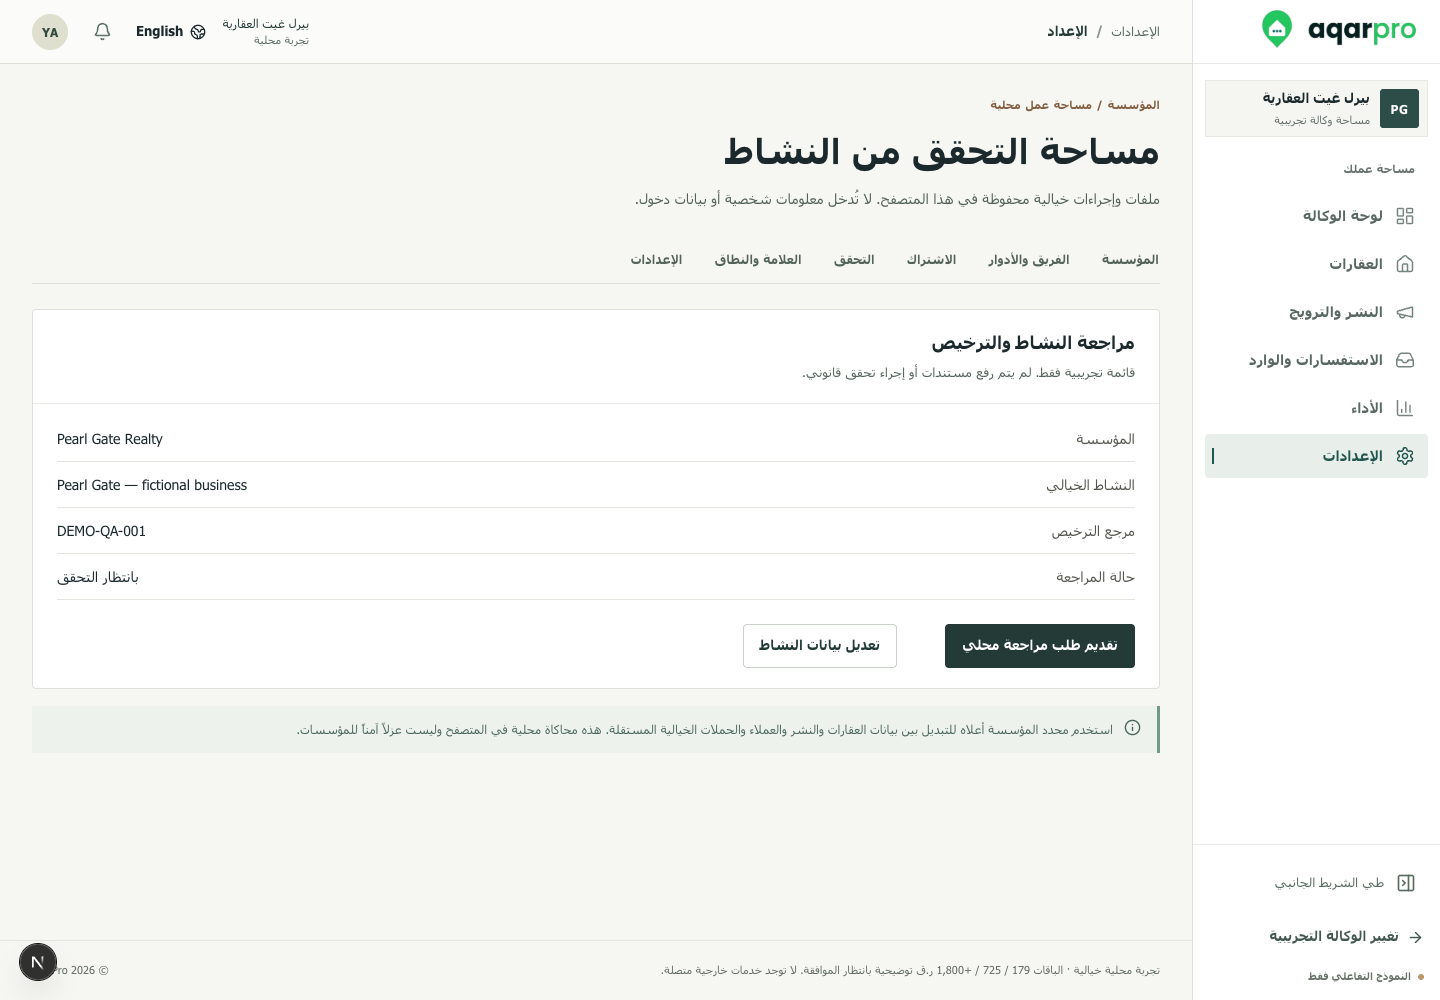 aqarpro
PG
بيرل غيت العقارية
مساحة وكالة تجريبية
مساحة عملك
لوحة الوكالة
العقارات
النشر والترويج
الاستفسارات والوارد
الأداء
الإعدادات
طي الشريط الجانبي
تغيير الوكالة التجريبية
النموذج التفاعلي فقط
الإعدادات / الإعداد
بيرل غيت العقارية
تجربة محلية
English
YA
المؤسسة / مساحة عمل محلية
مساحة التحقق من النشاط
ملفات وإجراءات خيالية محفوظة في هذا المتصفح. لا تُدخل معلومات شخصية أو بيانات دخول.
المؤسسة
الفريق والأدوار
الاشتراك
التحقق
العلامة والنطاق
الإعدادات
مراجعة النشاط والترخيص
قائمة تجريبية فقط. لم يتم رفع مستندات أو إجراء تحقق قانوني.
المؤسسة Pearl Gate Realty
النشاط الخيالي Pearl Gate — fictional business
مرجع الترخيص DEMO-QA-001
حالة المراجعة بانتظار التحقق
تقديم طلب مراجعة محلي
تعديل بيانات النشاط
استخدم محدد المؤسسة أعلاه للتبديل بين بيانات العقارات والنشر والعملاء والحملات الخيالية المستقلة. هذه محاكاة محلية في المتصفح وليست عزلاً آمناً للمؤسسات.
تجربة محلية خيالية · الباقات 179 / 725 / 1,800+ ر.ق توضيحية بانتظار الموافقة. لا توجد خدمات خارجية متصلة.
© 2026
N